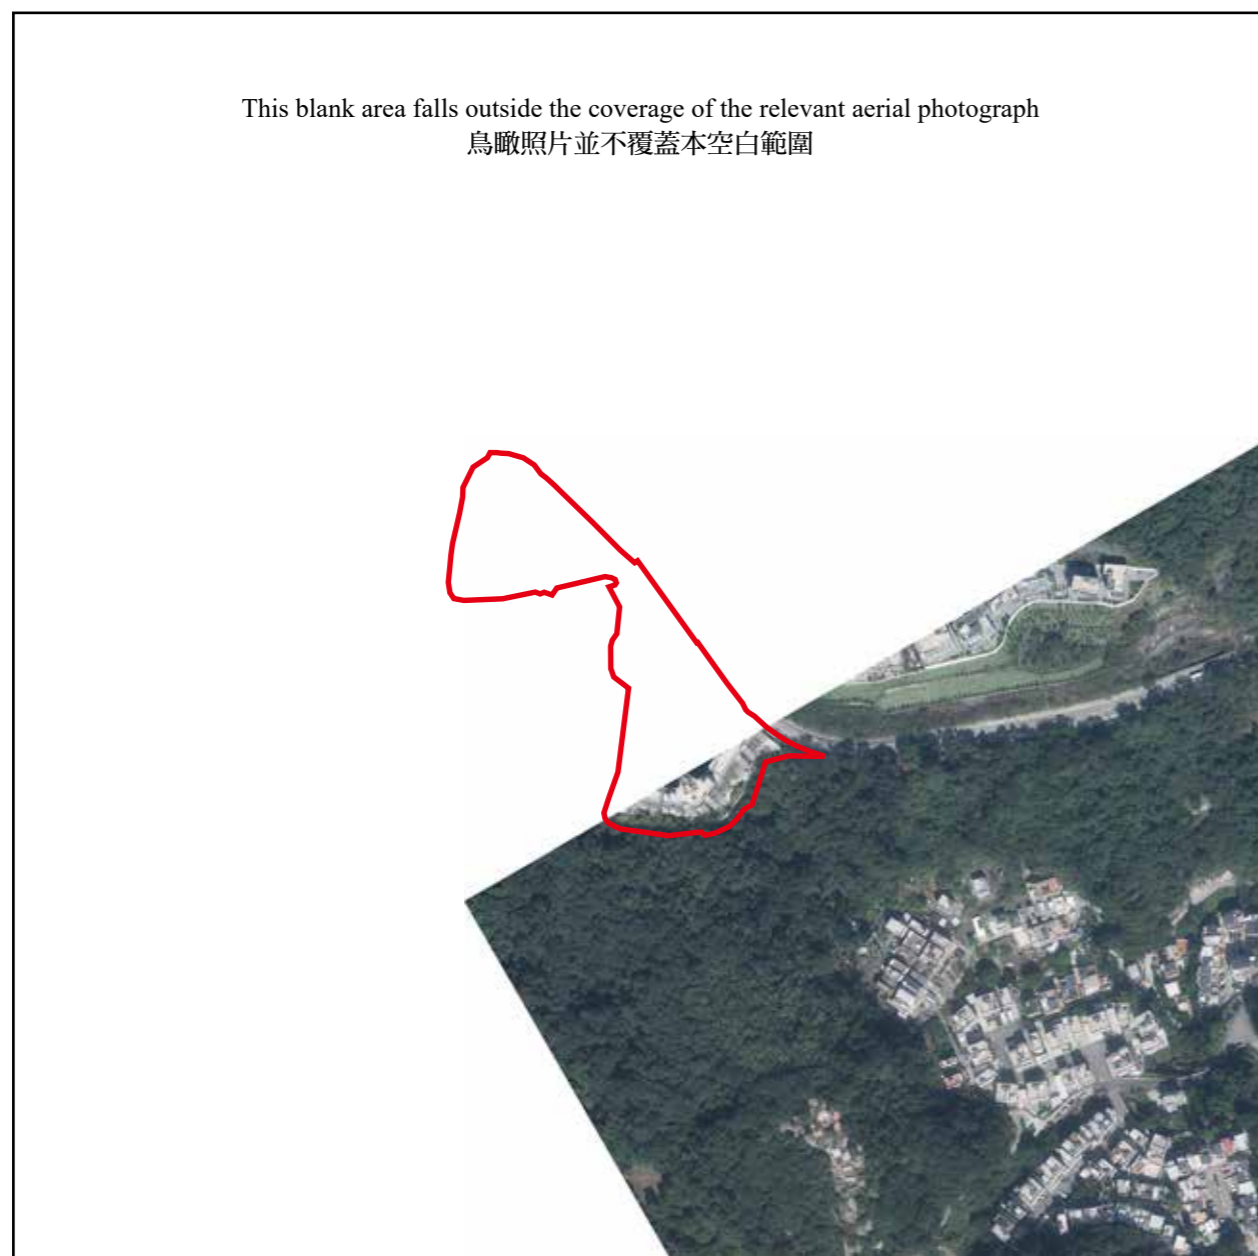 This blank area falls outside the coverage of the relevant aerial photograph
鳥瞰照片並不覆蓋本空白範圍